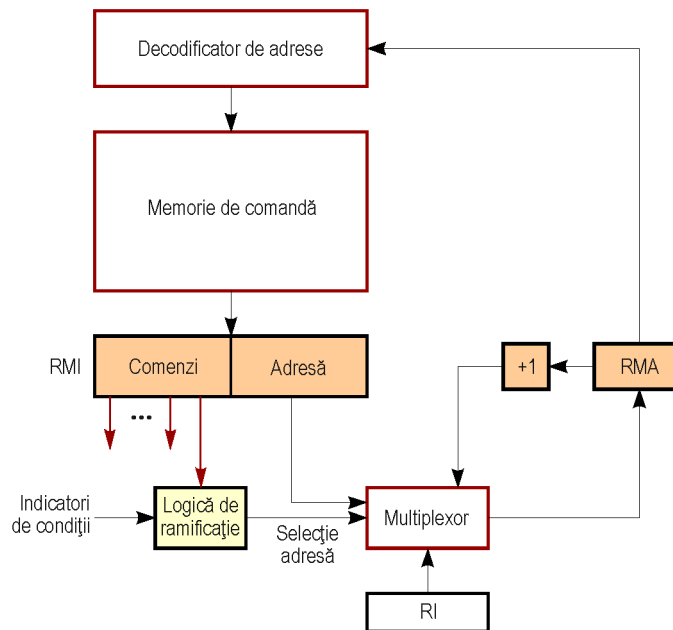 Decodificator de adrese
Memorie de comandă
RMI
Comenzi
Adresă
+1
RMA
...
Indicatori
de condiţii
Logică de
ramificaţie
Selecţie
adresă
Multiplexor
RI